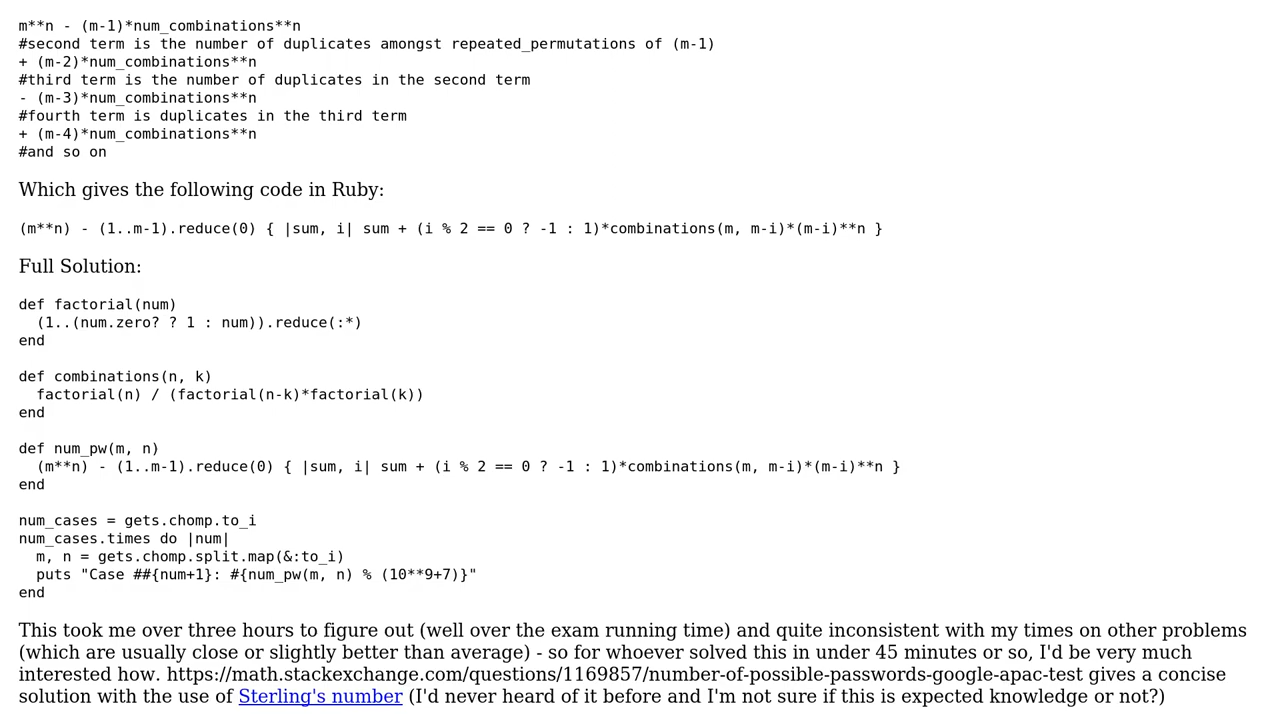 m**n - (m-1)*num_combinations**n
#second term is the number of duplicates amongst repeated_permutations of (m-1)
+ (m-2)*num_combinations**n
#third term is the number of duplicates in the second term
- (m-3)*num_combinations**n
#fourth term is duplicates in the third term
+ (m-4)*num_combinations**n
#and so on
Which gives the following code in Ruby:
(m**n) - (1..m-1).reduce(0) { |sum, i| sum + (i % 2 == 0 ? -1 : 1)*combinations(m, m-i)*(m-i)**n }
Full Solution:
def factorial(num)
  (1..(num.zero? ? 1 : num)).reduce(:*)
end
def combinations(n, k)
  factorial(n) / (factorial(n-k)*factorial(k))
end
def num_pw(m, n)
  (m**n) - (1..m-1).reduce(0) { |sum, i| sum + (i % 2 == 0 ? -1 : 1)*combinations(m, m-i)*(m-i)**n }
end
num_cases = gets.chomp.to_i
num_cases.times do |num|
  m, n = gets.chomp.split.map(&:to_i)
  puts "Case ##{num+1}: #{num_pw(m, n) % (10**9+7)}"
end
This took me over three hours to figure out (well over the exam running time) and quite inconsistent with my times on other problems
(which are usually close or slightly better than average) - so for whoever solved this in under 45 minutes or so, I'd be very much
interested how. https://math.stackexchange.com/questions/1169857/number-of-possible-passwords-google-apac-test gives a concise
solution with the use of Sterling's number (I'd never heard of it before and I'm not sure if this is expected knowledge or not?)